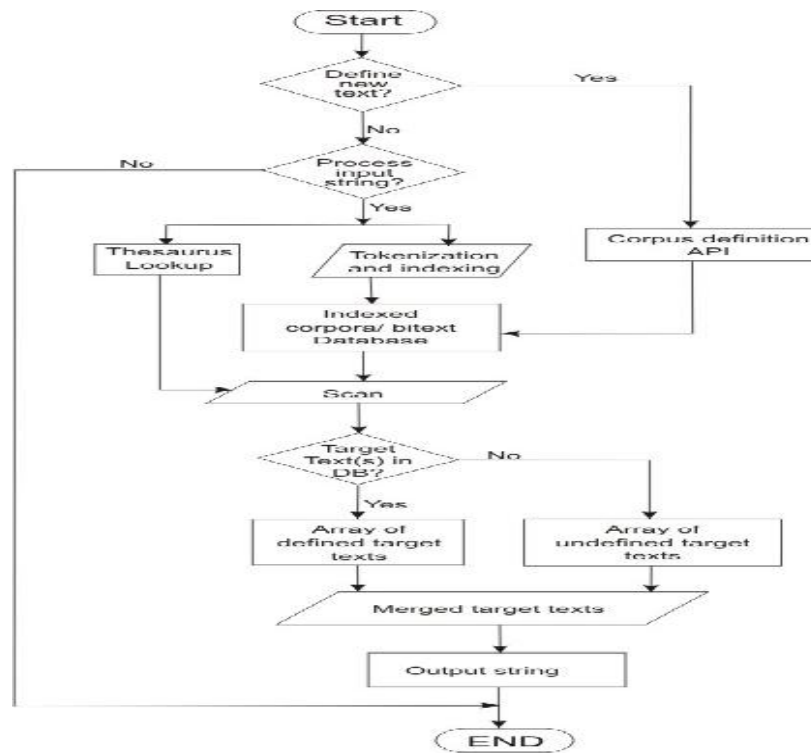 Start
Define
new
text?
Yes
No
No
Process
input
string?
Yes
Thesaurus
Lookup
Tokenization
and indexing
Corpus definition
API
Indexed
corpora/ bitext
Database
Scan
Target
Text(s) in
DB?
No
Yes
Array of
defined target
texts
Array of
undefined target
texts
Merged target texts
Output string
END